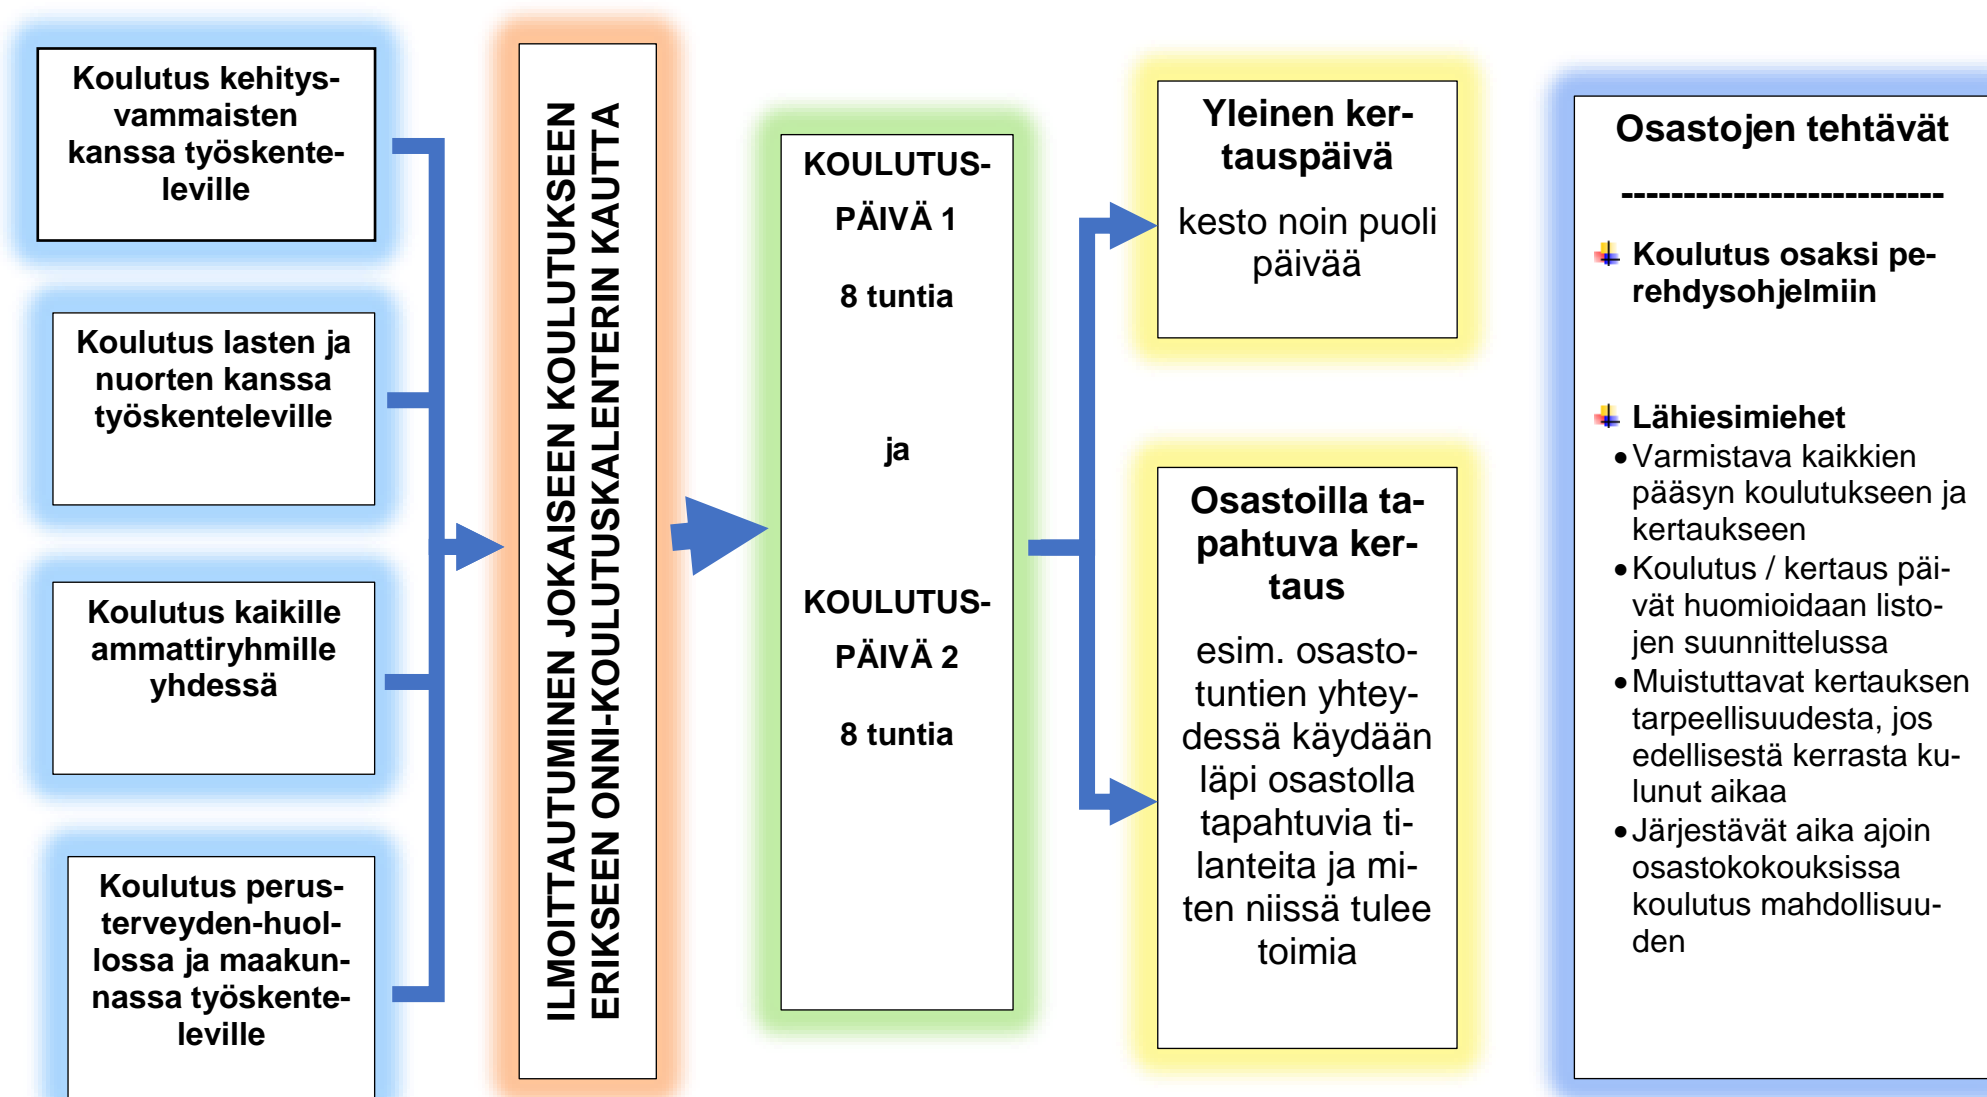 Koulutus kehitys-
vammaisten
kanssa työskente-
leville
Koulutus lasten ja
nuorten kanssa
työskenteleville
Koulutus kaikille
ammattiryhmille
yhdessä
Koulutus perus-
terveyden-huol-
lossa ja maakun-
nassa työskente-
leville
ILMOITTAUTUMINEN JOKAISEEN KOULUTUKSEEN
ERIKSEEN ONNI-KOULUTUSKALENTERIN KAUTTA
KOULUTUS-
PÄIVÄ 1
8 tuntia
ja
KOULUTUS-
PÄIVÄ 2
8 tuntia
Yleinen ker-
tauspäivä
kesto noin puoli
päivää
Osastoilla ta-
pahtuva ker-
taus
esim. osasto-
tuntien yhtey-
dessä käydään
läpi osastolla
tapahtuvia ti-
lanteita ja mi-
ten niissä tulee
toimia
Osastojen tehtävät
--------------------------
Koulutus osaksi pe-
rehdysohjelmiin
Lähiesimiehet
• Varmistava kaikkien
pääsyn koulutukseen ja
kertaukseen
• Koulutus / kertaus päi-
vät huomioidaan listo-
jen suunnittelussa
• Muistuttavat kertauksen
tarpeellisuudesta, jos
edellisestä kerrasta ku-
lunut aikaa
• Järjestävät aika ajoin
osastokokouksissa
koulutus mahdollisuu-
den